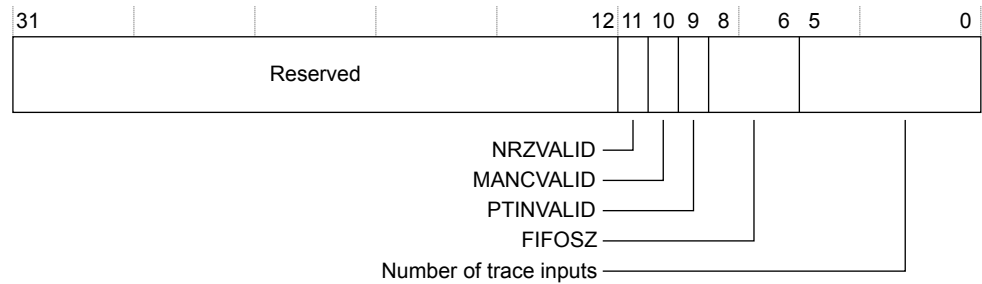 31 12 11 10 9 8 6 5 0
Reserved
NRZVALID
MANCVALID
PTINVALID
FIFOSZ
Number of trace inputs